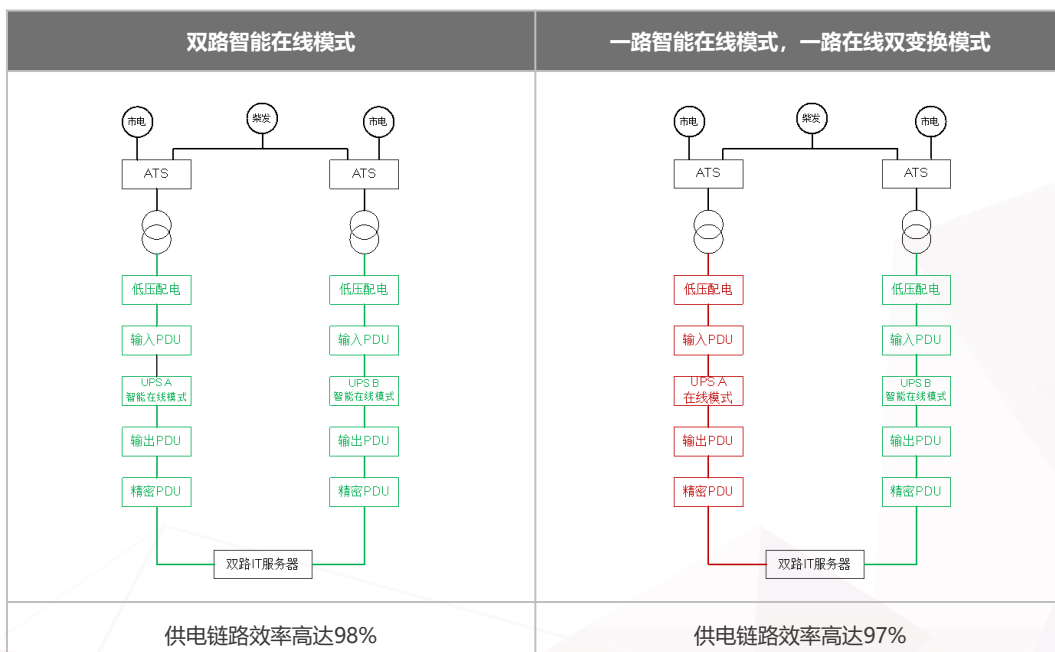 双路智能在线模式
一路智能在线模式，一路在线双变换模式
市电
柴发
市电
ATS
ATS
低压配电
低压配电
输入PDU
输入PDU
UPS A
智能在线模式
UPS B
智能在线模式
输出PDU
输出PDU
精密PDU
精密PDU
双路IT服务器
市电
柴发
市电
ATS
ATS
低压配电
低压配电
输入PDU
输入PDU
UPS A
在线模式
UPS B
智能在线模式
输出PDU
输出PDU
精密PDU
精密PDU
双路IT服务器
供电链路效率高达98%
供电链路效率高达97%